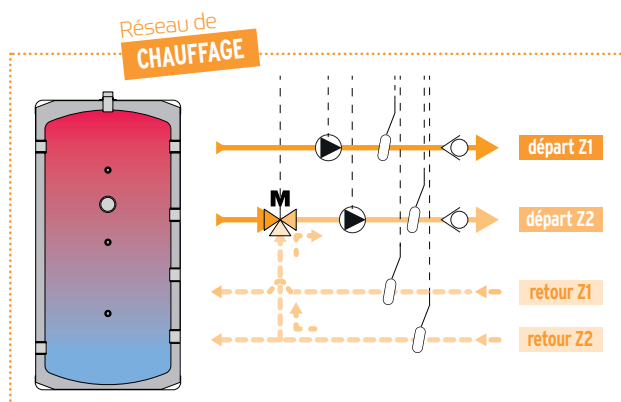 Réseau de
CHAUFFAGE
départ Z1
M
départ Z2
retour Z1
retour Z2